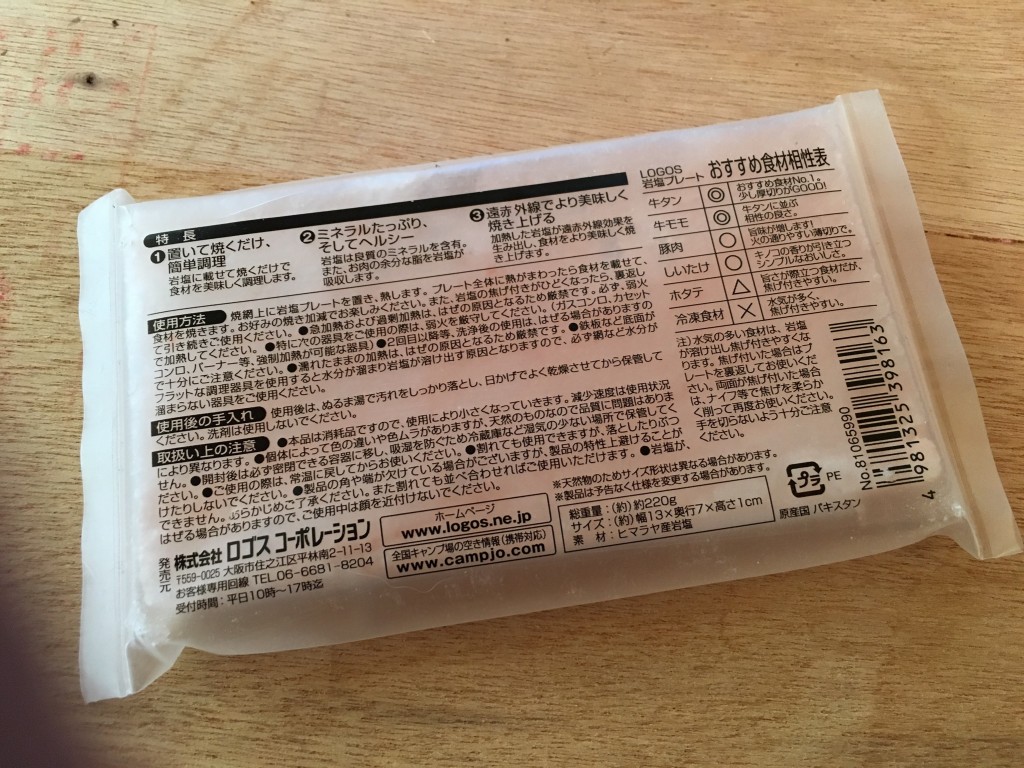 特長
❶置いて焼くだけ、
簡単調理
岩塩に載せて焼くだけで
食材を美味しく調理します。
❷ミネラルたっぷり、
そしてヘルシー
岩塩は良質のミネラルを含有。
また、お肉の余分な脂を岩塩が
吸収します。
❸遠赤外線でより美味しく
焼き上げる
加熱した岩塩が遠赤外線効果を
生み出し、食材をより美味しく焼
き上げます。
使用方法 焼網上に岩塩プレートを置き、熱します。プレート全体に熱がまわったら食材を載せて、
食材を焼きます。お好みの焼き加減でお楽しみください。また、岩塩の焦げ付きがひどくなったら、裏返し
て引き続きご使用ください。●急加熱および過剰加熱は、はぜの原因となるため厳禁です。必ず、弱火
で加熱してください。●特に次の器具をご使用の際は、弱火を厳守してください。(ガスコンロ、カセット
コンロ、バーナー等、強制加熱が可能な器具)●2回目以降等、洗浄後の使用は、はぜる場合があります
ので十分にご注意ください。●濡れたままの加熱は、はぜの原因となるため厳禁です。●鉄板など底面が
フラットな調理器具を使用すると水分が溜まり岩塩が溶け出す原因となりますので、必ず網など水分が
溜まらない器具をご使用ください。
使用後の手入れ 使用後は、ぬるま湯で汚れをしっかり落とし、日かげでよく乾燥させてから保管して
ください。洗剤は使用しないでください。
取扱い上の注意 ●本品は消耗品ですので、使用により小さくなっていきます。減少速度は使用状況
により異なります。●個体によって色の違いや色ムラがありますが、天然のものなので品質に問題はありま
せん。●開封後は必ず密閉できる容器に移し、吸湿を防ぐため冷蔵庫など湿気の少ない場所で保管してく
ださい。●ご使用の際は、常温に戻してからお使いください。●割れても使用できますが、落としたりぶつ
けたりしないでください。●製品の角や端が欠けている場合がございますが、製品の特性上避けることが
できません。あらかじめご了承ください。また割れても並べ合わせればご使用いただけます。●岩塩が、
はぜる場合がありますので、ご使用中は顔を近付けないでください。
発売元
株式会社 ロゴス コーポレーション
〒559-0025 大阪市住之江区平林南2-11-13
お客様専用回線 TEL.06-6681-8204
受付時間:平日10時〜17時迄
ホームページ
www.logos.ne.jp
全国キャンプ場の空き情報(携帯対応)
www.campjo.com
※天然物のためサイズ形状は異なる場合があります。
※製品は予告なく仕様を変更する場合があります。
総重量:(約)約220g
サイズ:(約)幅13×奥行7×高さ1cm
素材:ヒマラヤ産岩塩
プラ PE
原産国 パキスタン
LOGOS
岩塩プレート おすすめ食材相性表
牛タン ◎ おすすめ食材No.1。
少し厚切りがGOOD!
牛モモ ◎ 牛タンに並ぶ
相性の良さ。
豚肉 ○ 旨味が増します!
火の通りやすい薄切りで。
しいたけ ○ キノコの香りが引き立つ
シンプルなおいしさ。
ホタテ △ 旨さが際立つ食材だが、
焦げ付きやすい。
冷凍食材 × 水気が多く、
焦げ付きやすい。
注)水気の多い食材は、岩塩
が溶け出し焦げ付きやすくな
ります。焦げ付いた場合はプ
レートを裏返してお使いくだ
さい。両面が焦げ付いた場合
は、ナイフ等で焦げを柔らか
く削って再度お使いください。
手を切らないよう十分ご注意
ください。
No.81065990
4 981325 398163